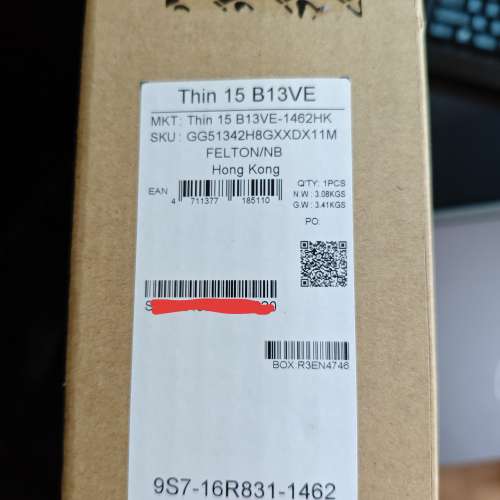 Thin 15 B13VE
MKT: Thin 15 B13VE-1462HK
SKU : GG51342H8GXXDX11M
FELTON/NB
Hong Kong
EAN
4 711377 185110
Q'TY : 1PCS
N.W : 3.08KGS
G.W : 3.41KGS
PO:
BOX:R3EN4746
9S7-16R831-1462